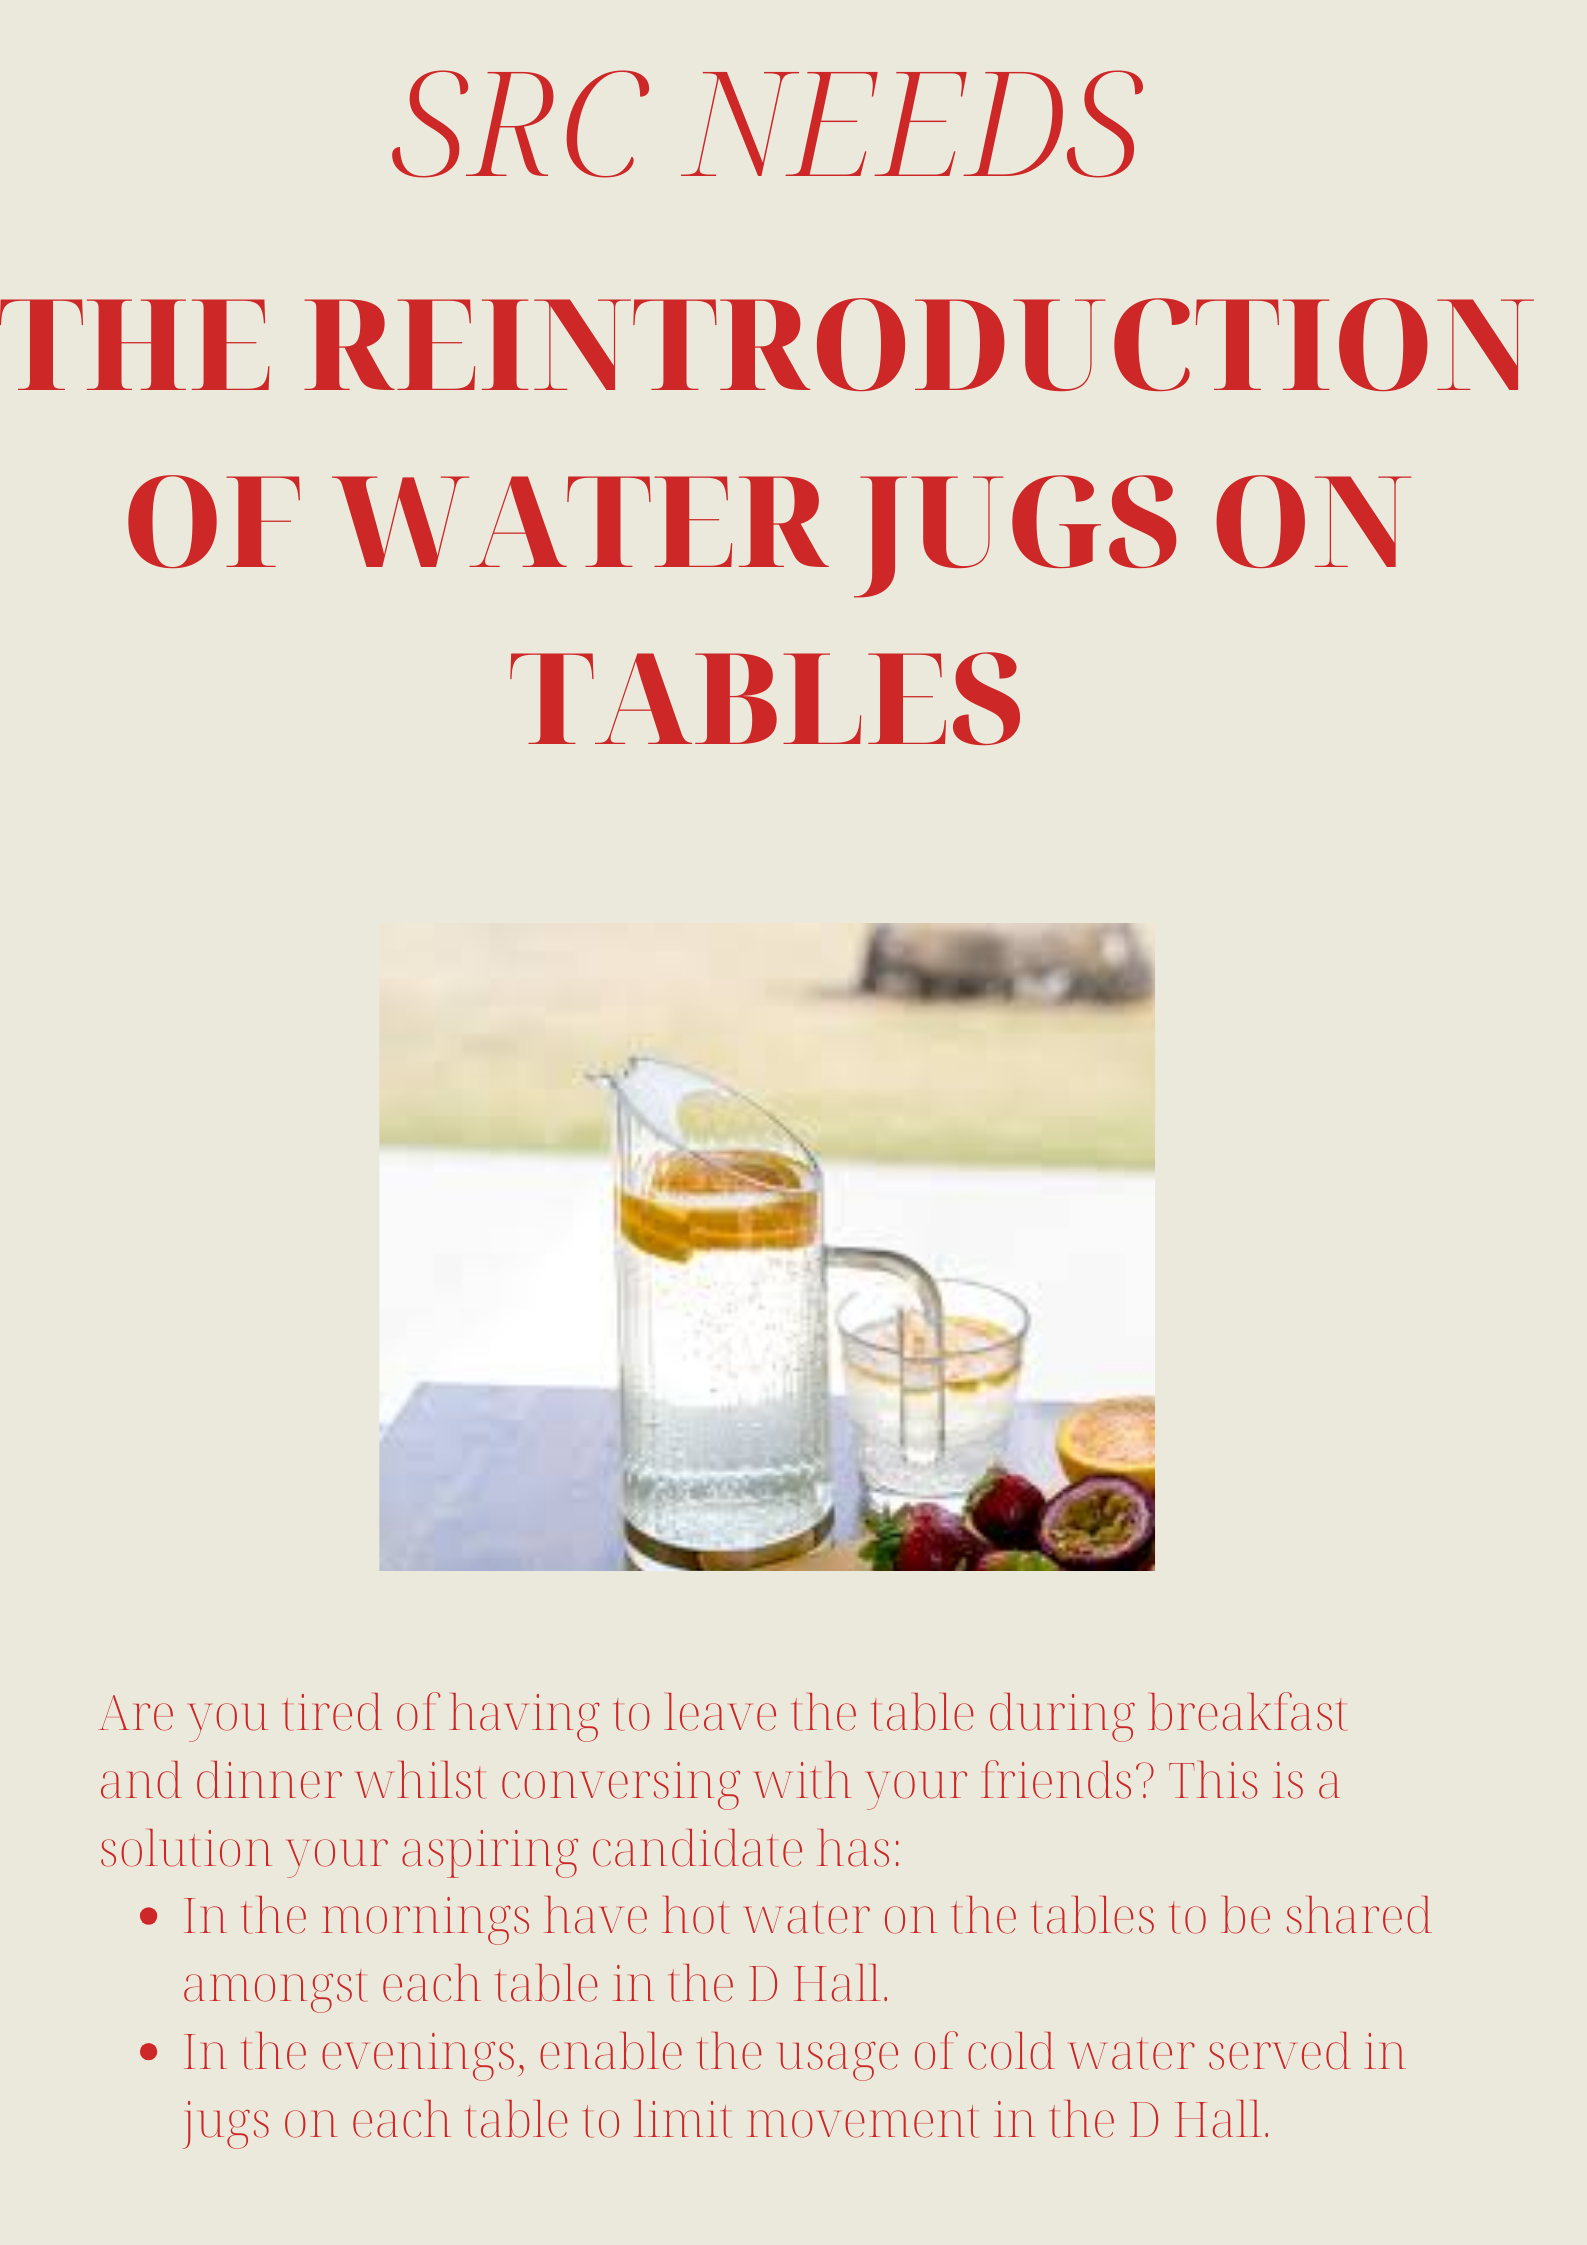 SRC NEEDS
THE REINTRODUCTION
OF WATER JUGS ON
TABLES
Are you tired of having to leave the table during breakfast
and dinner whilst conversing with your friends? This is a
solution your aspiring candidate has:
• In the mornings have hot water on the tables to be shared
amongst each table in the D Hall.
• In the evenings, enable the usage of cold water served in
jugs on each table to limit movement in the D Hall.